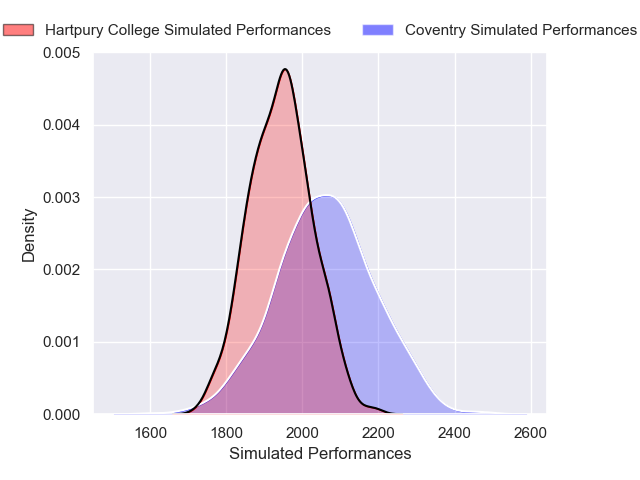 Hartpury College Simulated Performances
Coventry Simulated Performances
0.005
0.004
0.003
0.002
0.001
0.000
Density
1600 1800 2000 2200 2400 2600
Simulated Performances